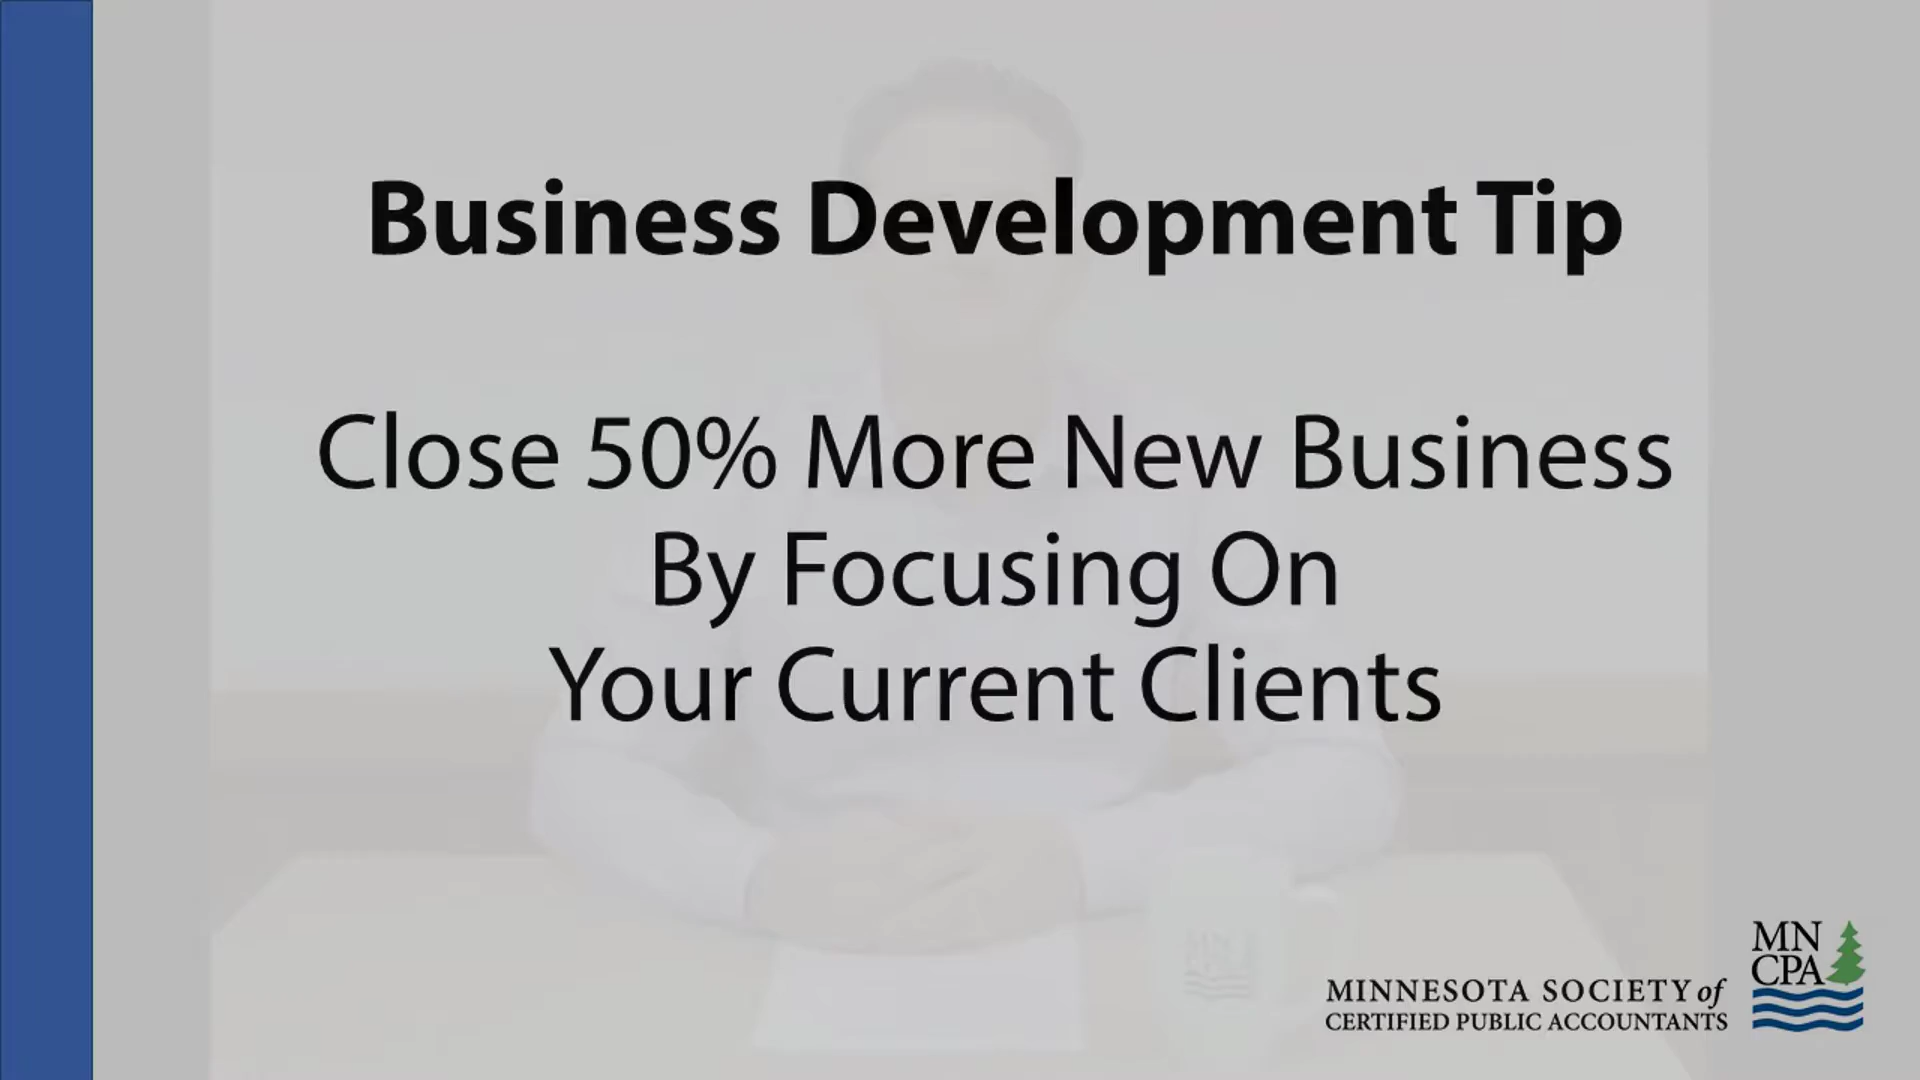 Business Development Tip
Close 50% More New Business
By Focusing On
Your Current Clients
MN
CPA
MINNESOTA SOCIETY of
CERTIFIED PUBLIC ACCOUNTANTS
MN